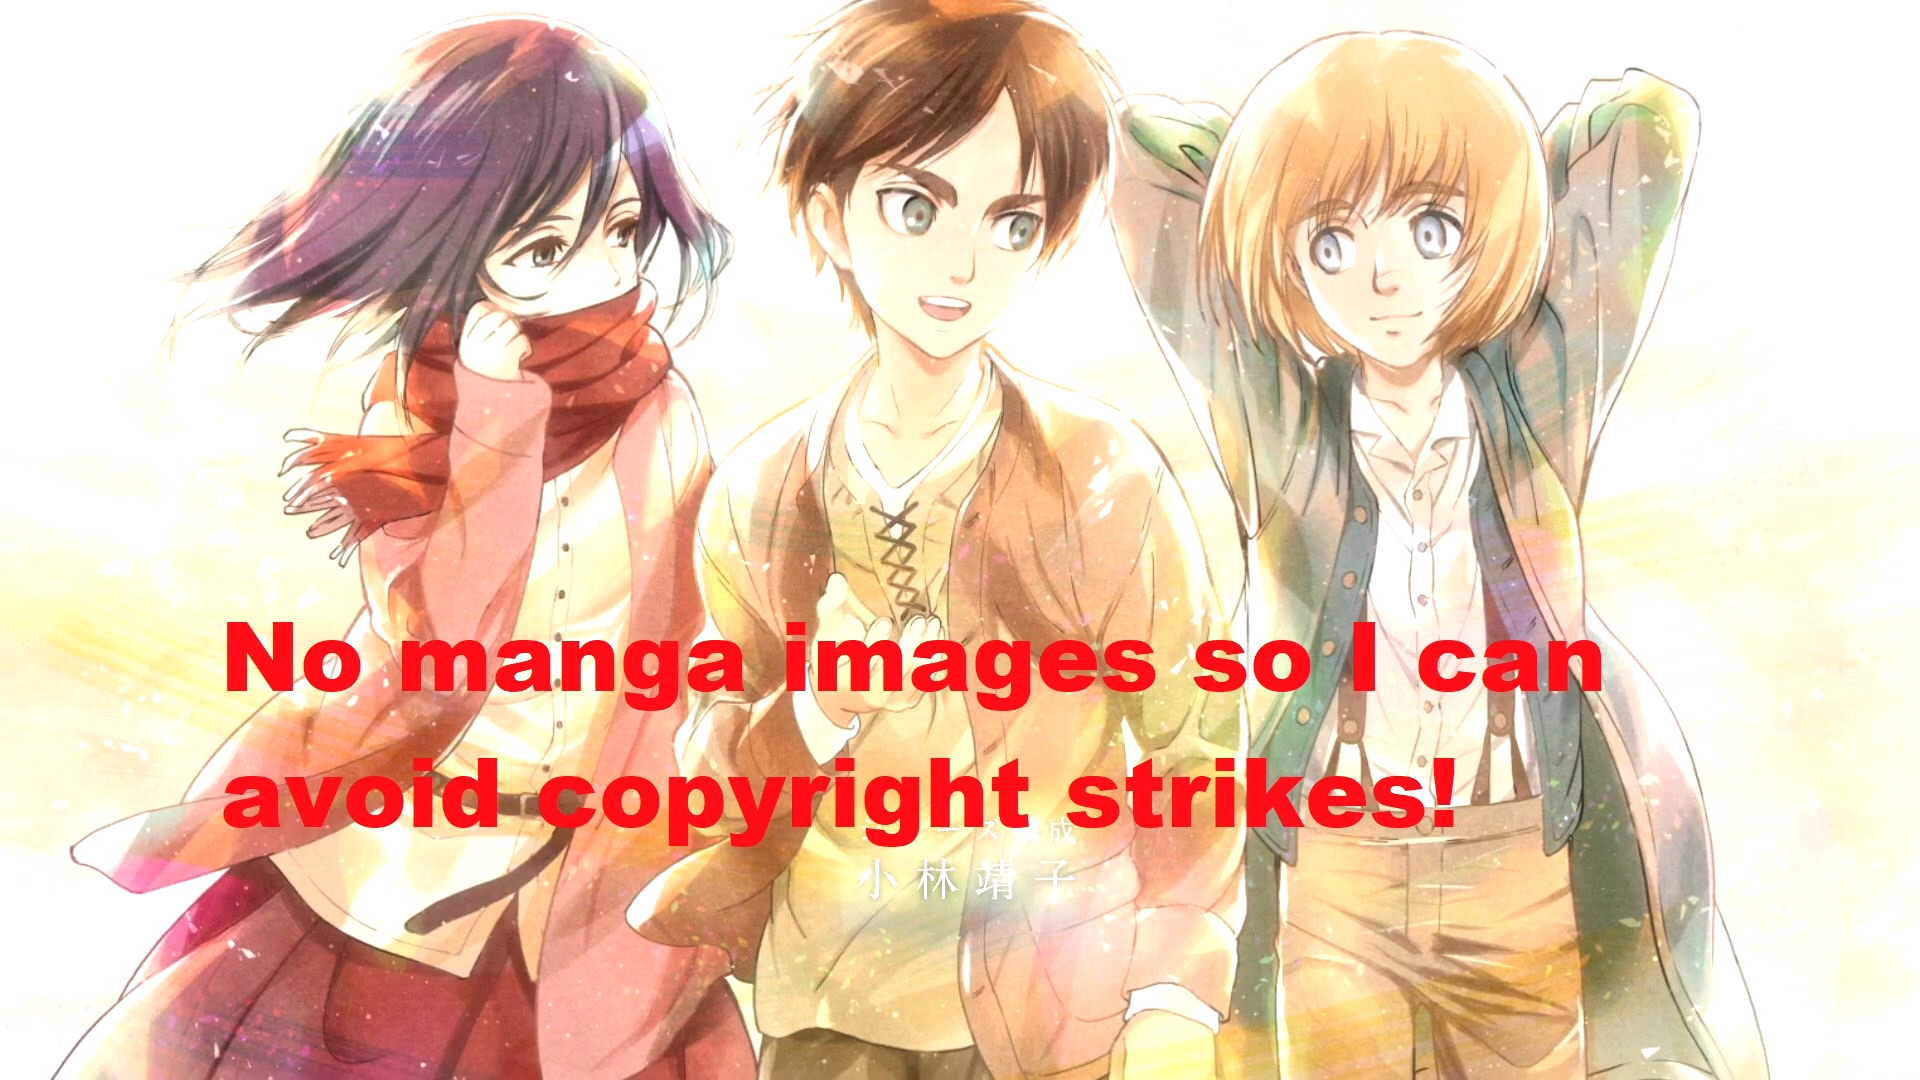 No manga images so I can
avoid copyright strikes!
小林靖子